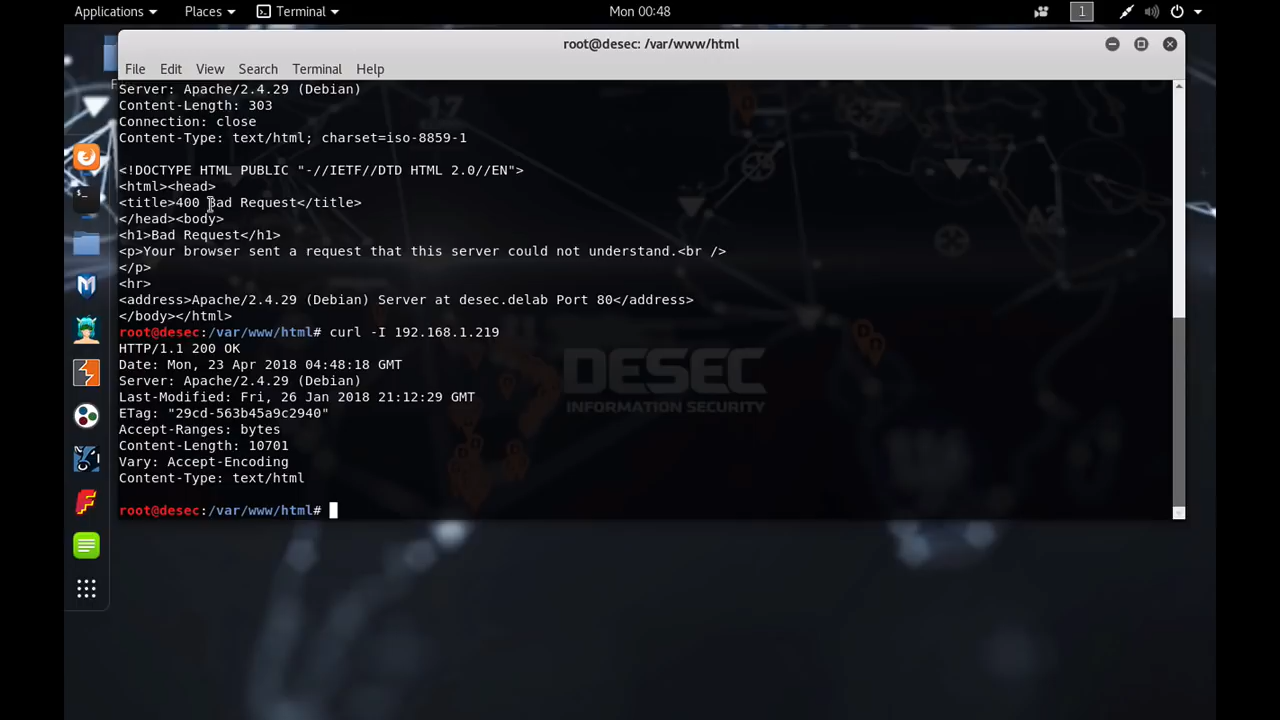 Applications Places Terminal Mon 00:48 1
root@desec: /var/www/html
File Edit View Search Terminal Help
Server: Apache/2.4.29 (Debian)
Content-Length: 303
Connection: close
Content-Type: text/html; charset=iso-8859-1
<!DOCTYPE HTML PUBLIC "-//IETF//DTD HTML 2.0//EN">
<html><head>
<title>400 Bad Request</title>
</head><body>
<h1>Bad Request</h1>
<p>Your browser sent a request that this server could not understand.<br />
</p>
<hr>
<address>Apache/2.4.29 (Debian) Server at desec.delab Port 80</address>
</body></html>
root@desec:/var/www/html# curl -I 192.168.1.219
HTTP/1.1 200 OK
Date: Mon, 23 Apr 2018 04:48:18 GMT
Server: Apache/2.4.29 (Debian)
Last-Modified: Fri, 26 Jan 2018 21:12:29 GMT
ETag: "29cd-563b45a9c2940"
Accept-Ranges: bytes
Content-Length: 10701
Vary: Accept-Encoding
Content-Type: text/html
root@desec:/var/www/html#
DESEC
INFORMATION SECURITY
17
A2